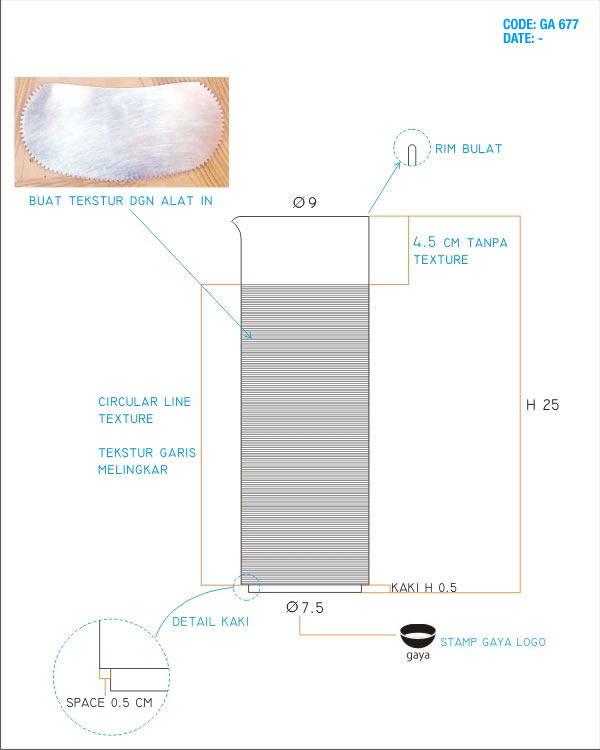 CODE: GA 677
DATE: -
RIM BULAT
BUAT TEKSTUR DGN ALAT IN
Ø9
4.5 CM TANPA
TEXTURE
CIRCULAR LINE
TEXTURE
H 25
TEKSTUR GARIS
MELINGKAR
KAKI H 0.5
Ø7.5
DETAIL KAKI
STAMP GAYA LOGO
gaya
SPACE 0.5 CM